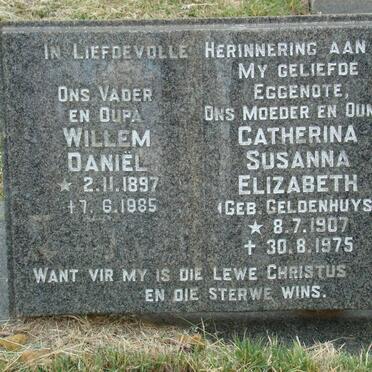 IN LIEFDEVOLLE HERINNERING AAN
ONS VADER
EN OUPA
WILLEM
DANIËL
* 2.11.1897
† 7.6.1985
MY GELIEFDE
EGGENOTE,
ONS MOEDER EN
CATHERINA
SUSANNA
ELIZABETH
(GEB. GELDENHUYS
* 8.7.1907
† 30.8.1975
WANT VIR MY IS DIE LEWE CHRISTUS
EN DIE STERWE WINS.